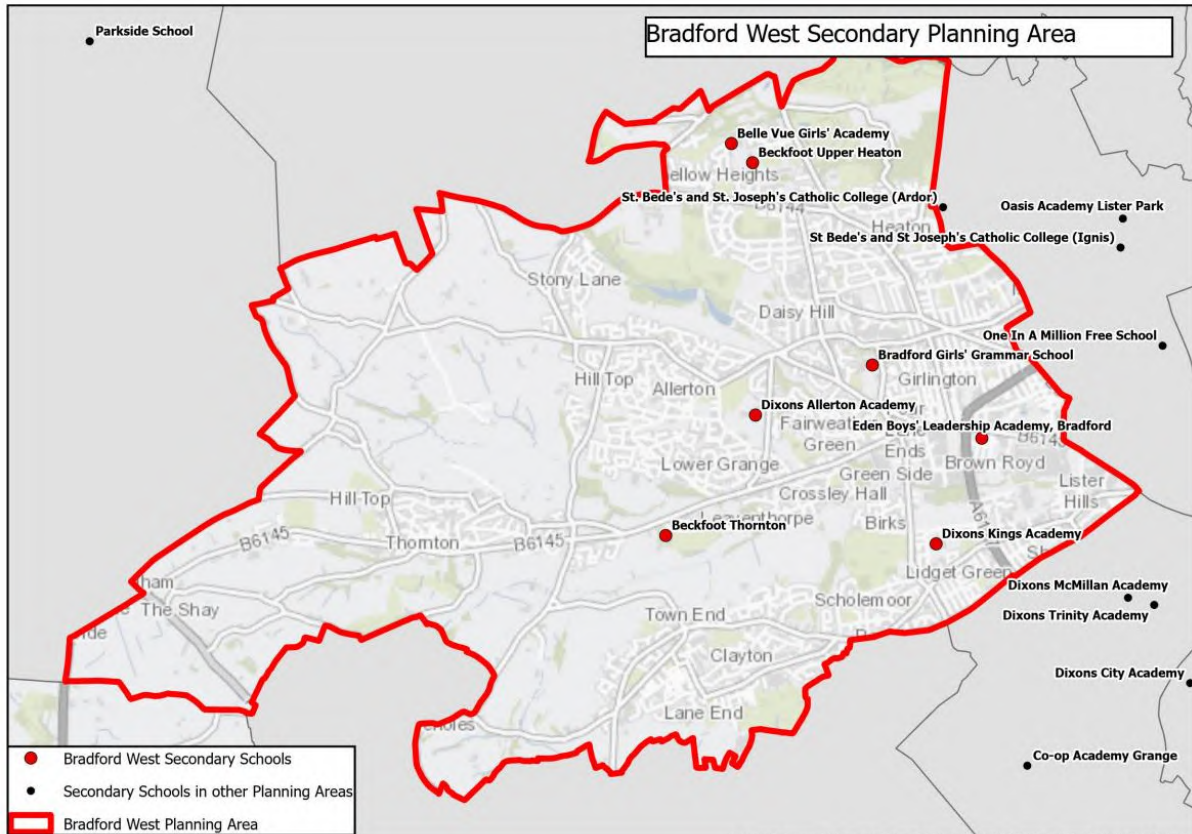 Parkside School
Bradford West Secondary Planning Area
Belle Vue Girls' Academy
Beckfoot Upper Heaton
ellow Heights
St. Bede's and St. Joseph's Catholic College (Ardor)
B6144
Heaton
Oasis Academy Lister Park
St Bede's and St Joseph's Catholic College (Ignis)
Stony Lane
Daisy Hill
One In A Million Free School
Bradford Girls' Grammar School
Hill Top
Allerton
Girlington
Dixons Allerton Academy
Eden Boys' Leadership Academy, Bradford
Green
Ends
Lower Grange
Green Side
Brown Royd
Crossley Hall
Lister
Hills
Hill Top
Birks
Beckfoot Thornton
B6145
Thornton
B6145
Dixons Kings Academy
Lidget Green
The Shay
Dixons McMillan Academy
Scholemoor
Dixons Trinity Academy
Town End
Clayton
Dixons City Academy
Lane End
Bradford West Secondary Schools
Co-op Academy Grange
Secondary Schools in other Planning Areas
Bradford West Planning Area